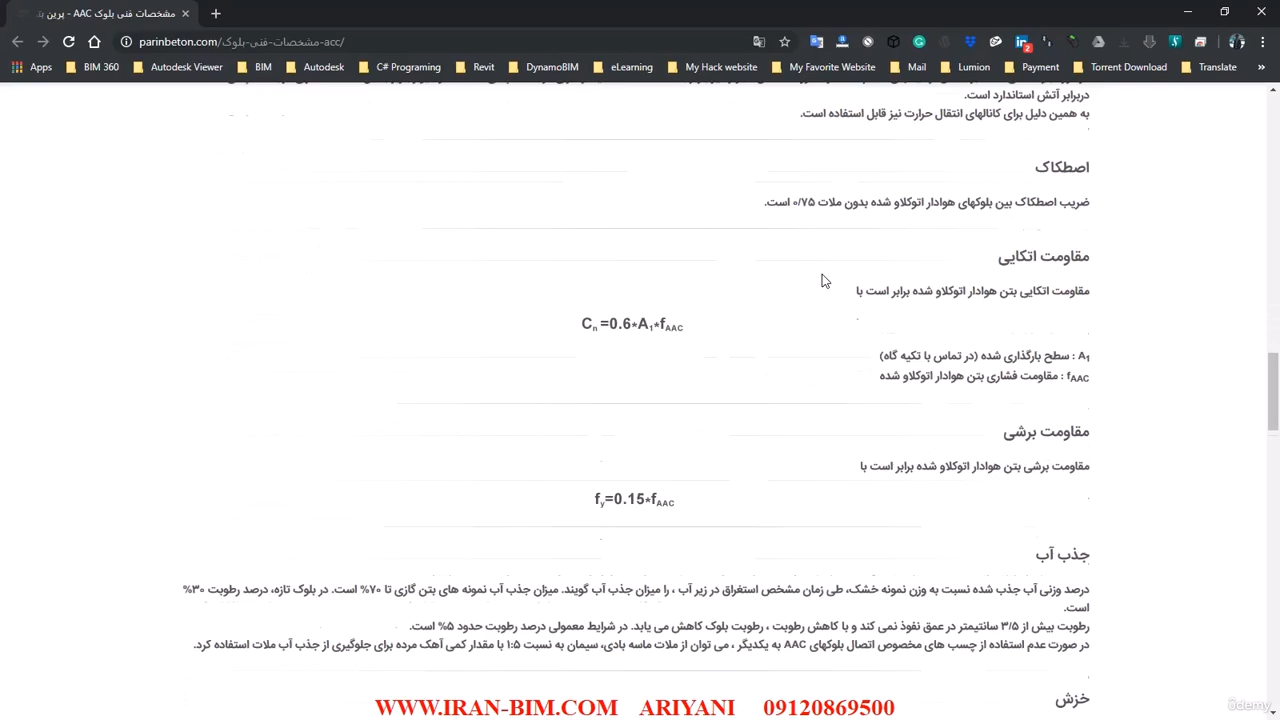 مشخصات فنی بلوک AAC - پرین بتن
parinbeton.com/مشخصات-فنی-بلوک-acc/
2
Apps BIM 360 Autodesk Viewer BIM Autodesk C# Programing Revit DynamoBIM eLearning My Hack website My Favorite Website Mail Lumion Payment Torrent Download Translate »
دربرابر آتش استاندارد است.
به همین دلیل برای کانالهای انتقال حرارت نیز قابل استفاده است.
اصطکاک
ضریب اصطکاک بین بلوکهای هوادار اتوکلاو شده بدون ملات ۰/۷۵ است.
مقاومت اتکایی
مقاومت اتکایی بتن هوادار اتوکلاو شده برابر است با
Cn =0.6*A1*fAAC
A1 : سطح بارگذاری شده (در تماس با تکیه گاه)
fAAC : مقاومت فشاری بتن هوادار اتوکلاو شده
مقاومت برشی
مقاومت برشی بتن هوادار اتوکلاو شده برابر است با
fy=0.15*fAAC
جذب آب
درصد وزنی آب جذب شده نسبت به وزن نمونه خشک، طی زمان مشخص استغراق در زیر آب ، را میزان جذب آب گویند. میزان جذب آب نمونه های بتن گازی تا ۷۰% است. در بلوک تازه، درصد رطوبت ۳۰%
است.
رطوبت بیش از ۳/۵ سانتیمتر در عمق نفوذ نمی کند و با کاهش رطوبت ، رطوبت بلوک کاهش می یابد. در شرایط معمولی درصد رطوبت حدود ۵% است.
در صورت عدم استفاده از چسب های مخصوص اتصال بلوکهای AAC به یکدیگر ، می توان از ملات ماسه بادی، سیمان به نسبت ۱:۵ با مقدار کمی آهک مرده برای جلوگیری از جذب آب ملات استفاده کرد.
خزش
WWW.IRAN-BIM.COM ARIYANI 09120869500
ûdemy